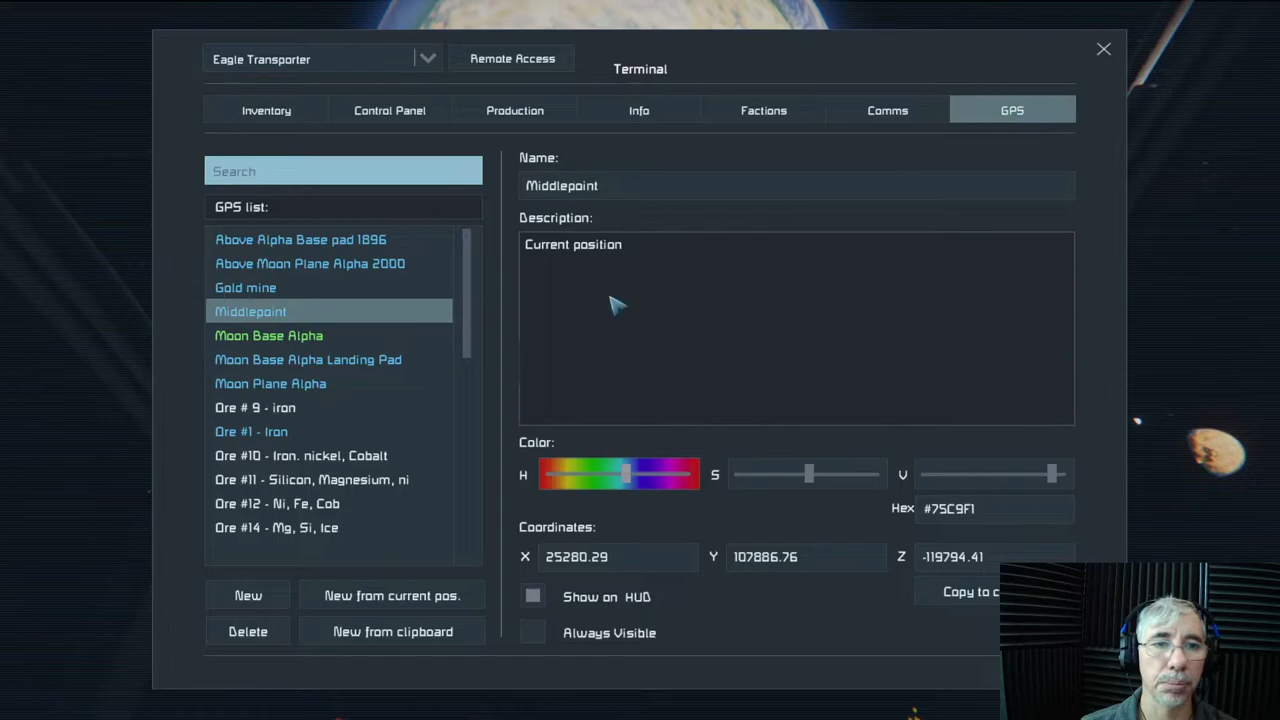 Eagle Transporter
Remote Access
Terminal
Inventory
Control Panel
Production
Info
Factions
Comms
GPS
Search
GPS list:
Above Alpha Base pad 1896
Above Moon Plane Alpha 2000
Gold mine
Middlepoint
Moon Base Alpha
Moon Base Alpha Landing Pad
Moon Plane Alpha
Ore # 9 - iron
Ore #1 - Iron
Ore #10 - Iron. nickel, Cobalt
Ore #11 - Silicon, Magnesium, ni
Ore #12 - Ni, Fe, Cob
Ore #14 - Mg, Si, Ice
New
New from current pos.
Delete
New from clipboard
Name:
Middlepoint
Description:
Current position
Color:
H
S
V
Hex #75C9F1
Coordinates:
X 25280.29 Y 107886.76 Z -119794.41
Show on HUD
Copy to c
Always Visible